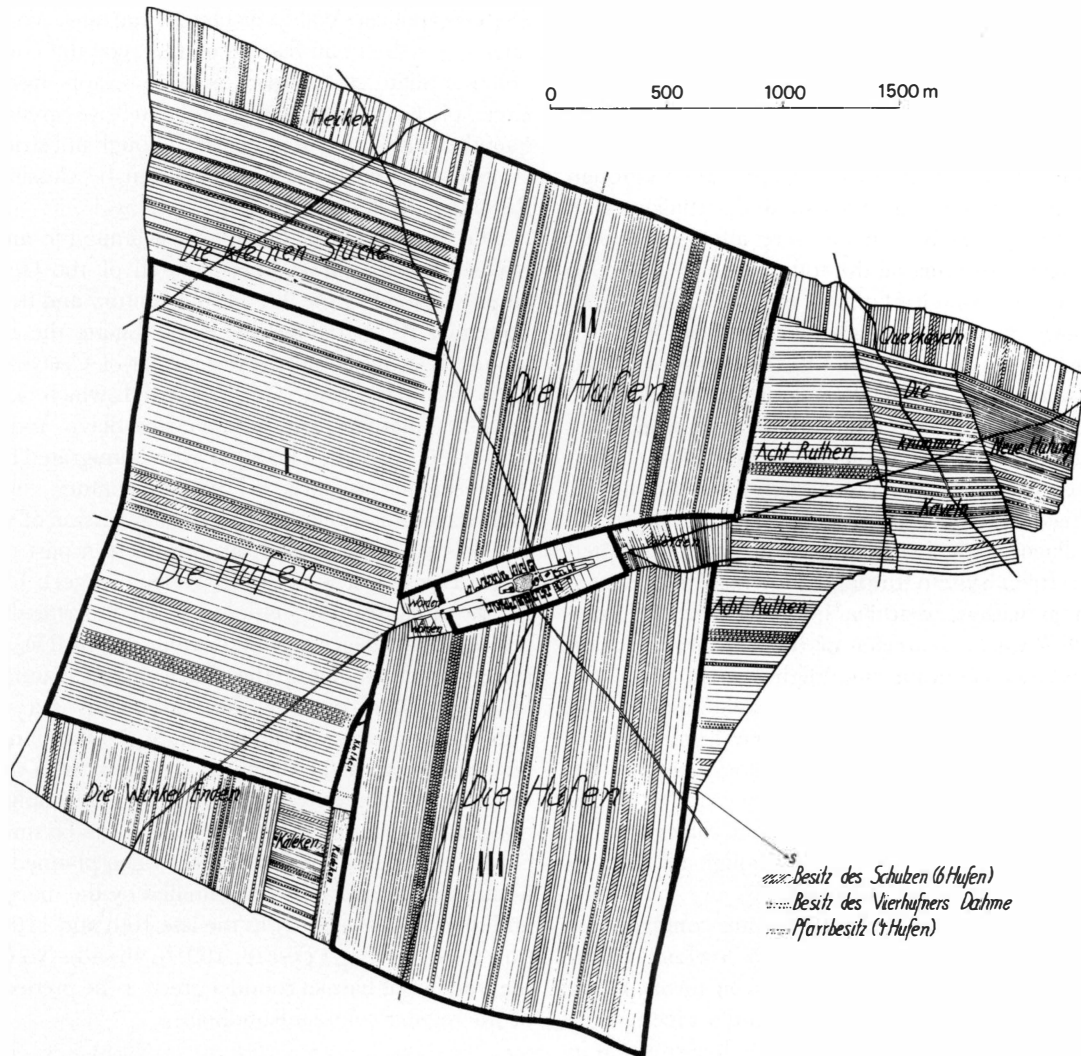 0 500 1000 1500 m
Heiken
Die kleinen Stücke
II
Die Hufen
Querkaveln
Die
krummen
Kaveln
Neue Hütung
Acht Ruthen
I
Die Hufen
Wörden
Wörden
Wörden
Acht Ruthen
Die Hufen
III
Die Winkel Enden
Kaleken
s
Besitz des Schulzen (6 Hufen)
Besitz des Vierhufners Dahme
Pfarrbesitz (4 Hufen)